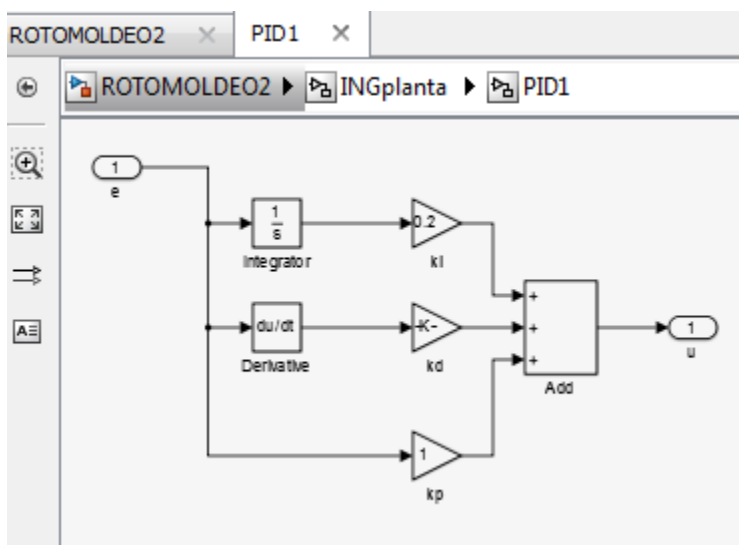 ROTOMOLDEO2
PID1
ROTOMOLDEO2 INGplanta PID1
1
e
1
s
Integrator
0.2
kI
du/dt
Derivative
-K-
kd
1
kp
+
+
+
Add
1
u
A